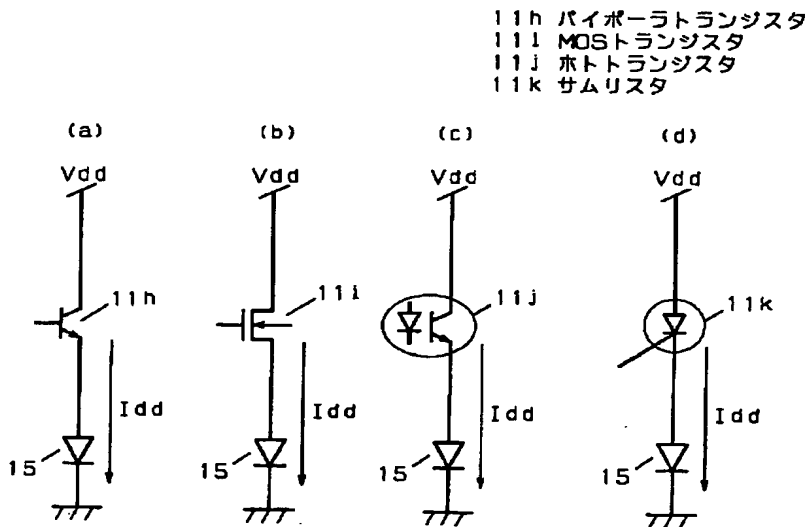 11h バイポーラトランジスタ
11i MOSトランジスタ
11j ホトトランジスタ
11k サムリスタ
(a) (b) (c) (d)
Vdd Vdd Vdd Vdd
11h 11i 11j 11k
Idd Idd Idd Idd
15 15 15 15